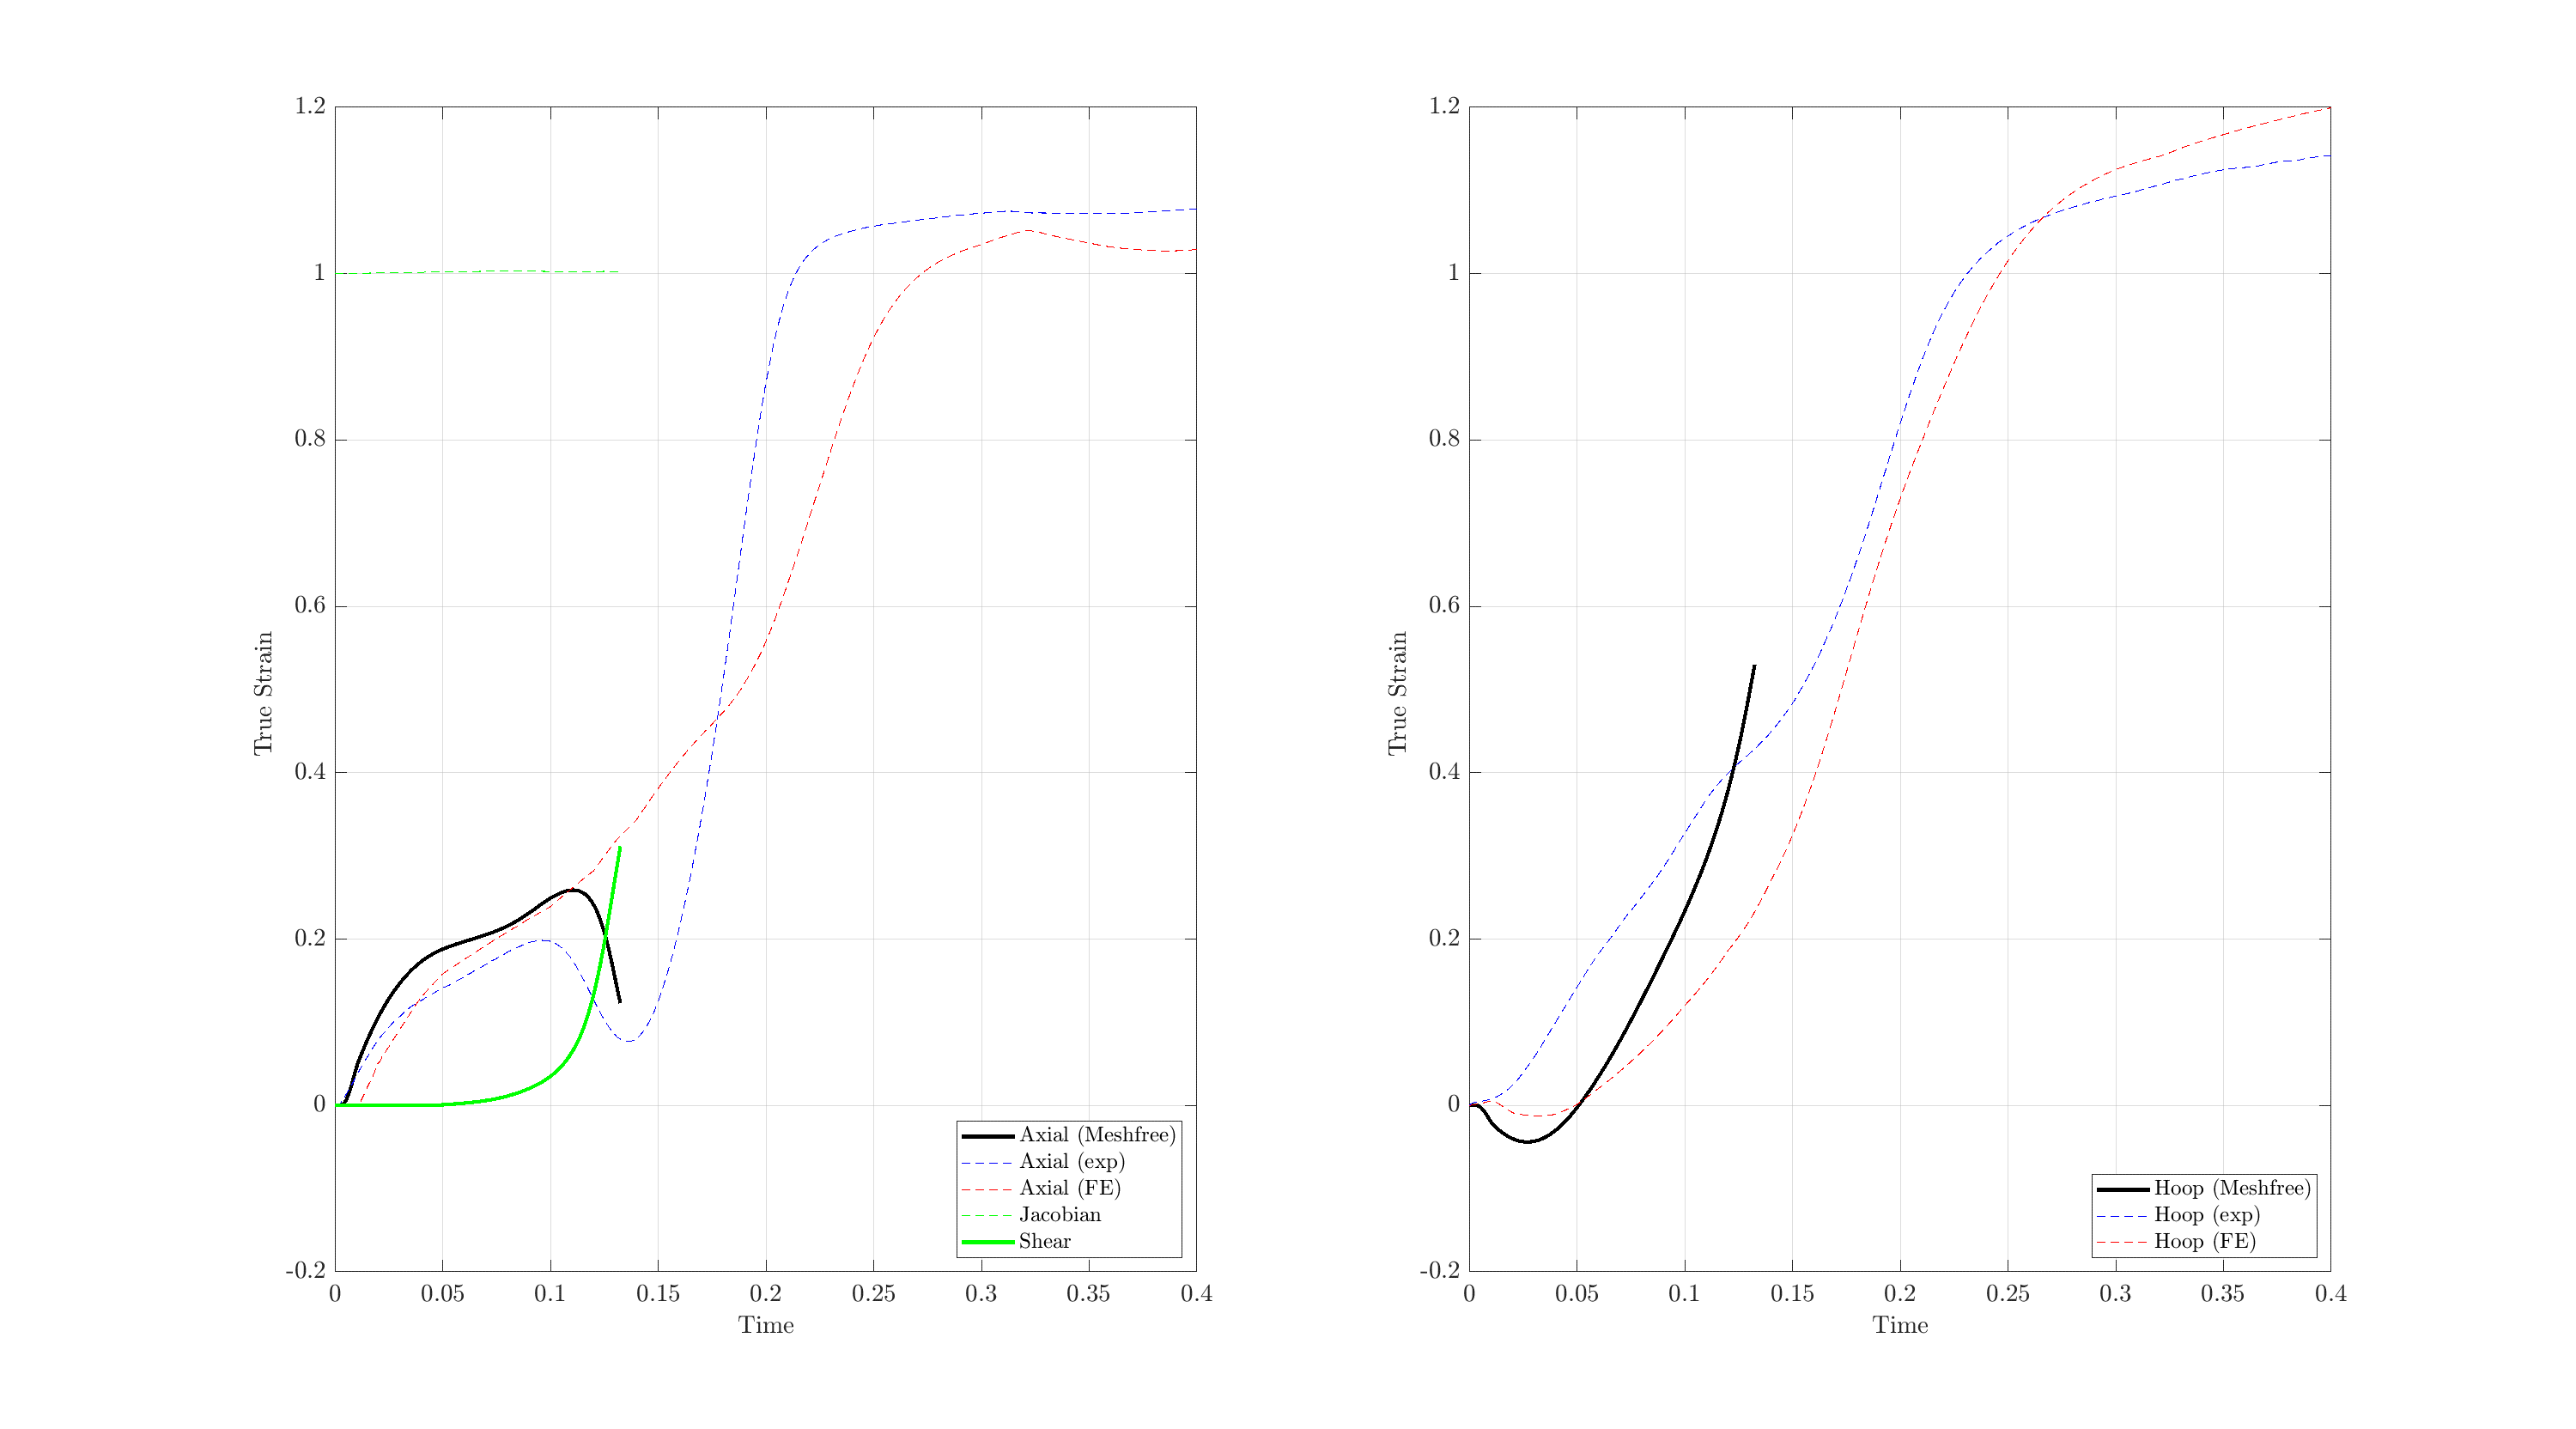 1.2
1
0.8
0.6
0.4
0.2
0
-0.2
True Strain
0 0.05 0.1 0.15 0.2 0.25 0.3 0.35 0.4
Time
Axial (Meshfree)
Axial (exp)
Axial (FE)
Jacobian
Shear
1.2
1
0.8
0.6
0.4
0.2
0
-0.2
True Strain
0 0.05 0.1 0.15 0.2 0.25 0.3 0.35 0.4
Time
Hoop (Meshfree)
Hoop (exp)
Hoop (FE)